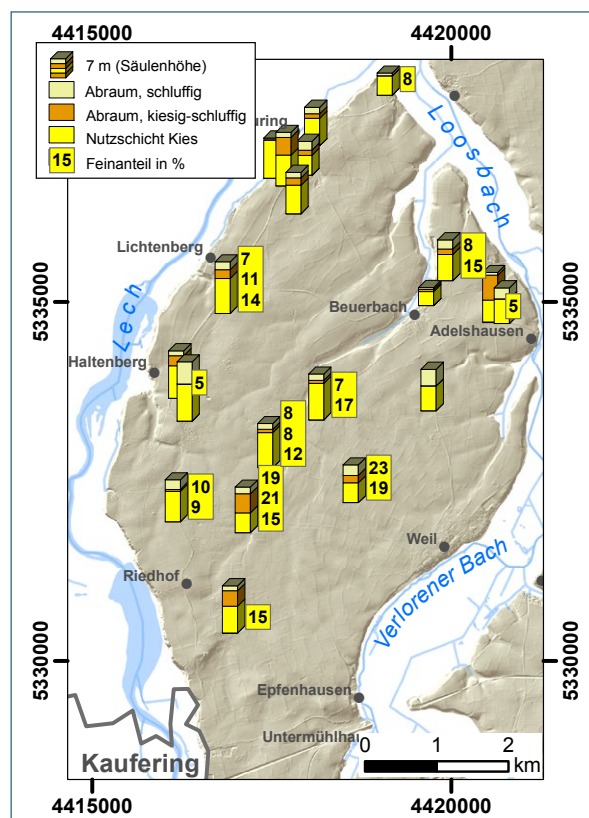 4415000
4420000
7 m (Säulenhöhe)
Abraum, schluffig
Abraum, kiesig-schluffig
Nutzschicht Kies
15 Feinanteil in %
8
uring
Loosbach
Lichtenberg
7
11
14
8
15
5335000
5335000
Beuerbach
5
Adelshausen
Lech
Haltenberg
5
7
17
8
8
12
10
9
19
21
15
23
19
Weil
Riedhof
15
Verlorener Bach
5330000
5330000
Epfenhausen
Untermühlhau
0 1 2
km
Kaufering
4415000
4420000